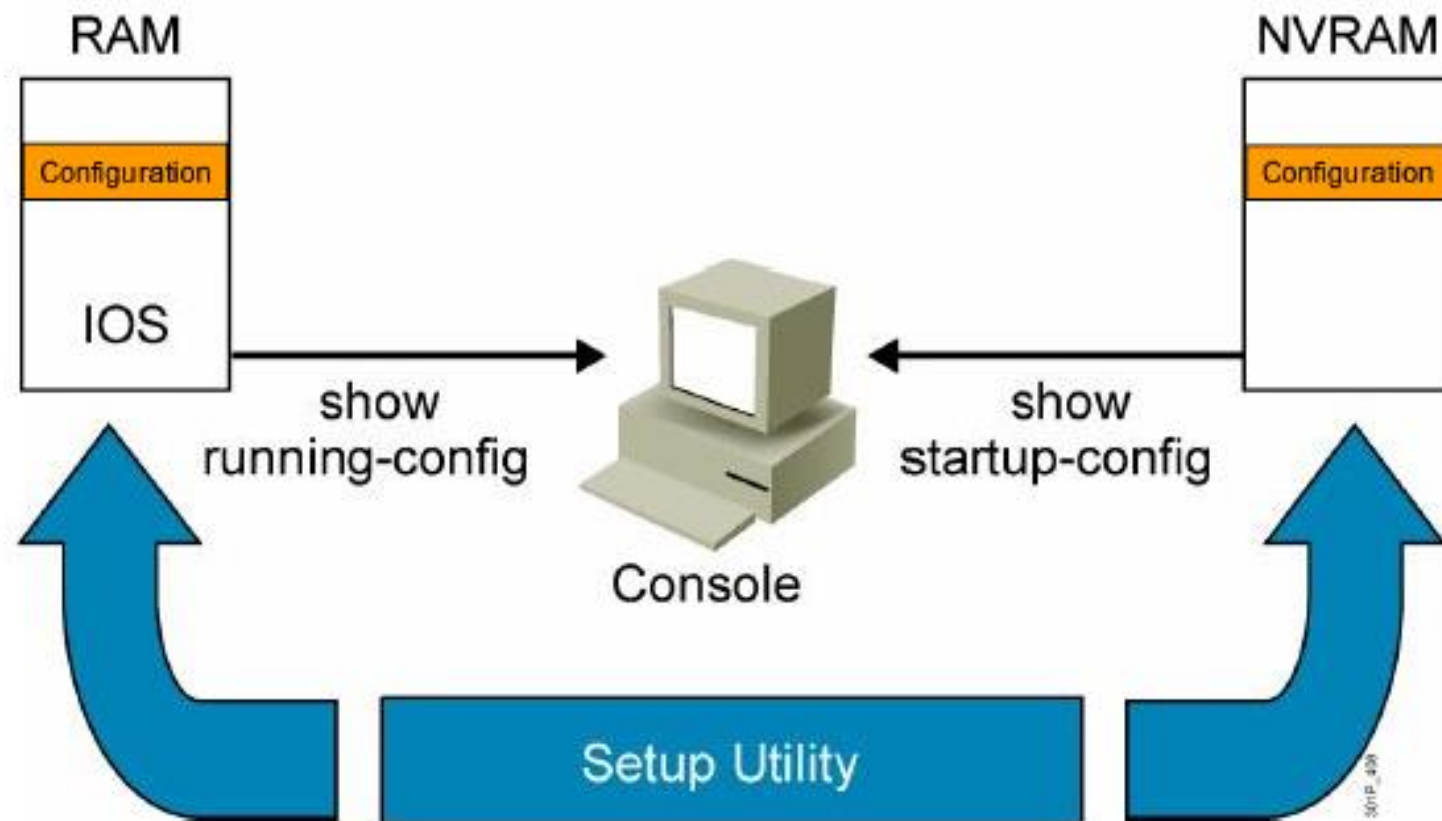 RAM
NVRAM
Configuration
Configuration
IOS
show
running-config
show
startup-config
Console
Setup Utility